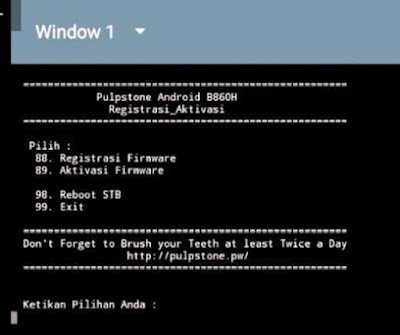 Window 1
==================================================
Pulpstone Android B860H
Registrasi_Aktivasi
==================================================
Pilih :
88. Registrasi Firmware
89. Aktivasi Firmware
98. Reboot STB
99. Exit
==================================================
Don't Forget to Brush your Teeth at least Twice a Day
http://pulpstone.pw/
==================================================
Ketikan Pilihan Anda :